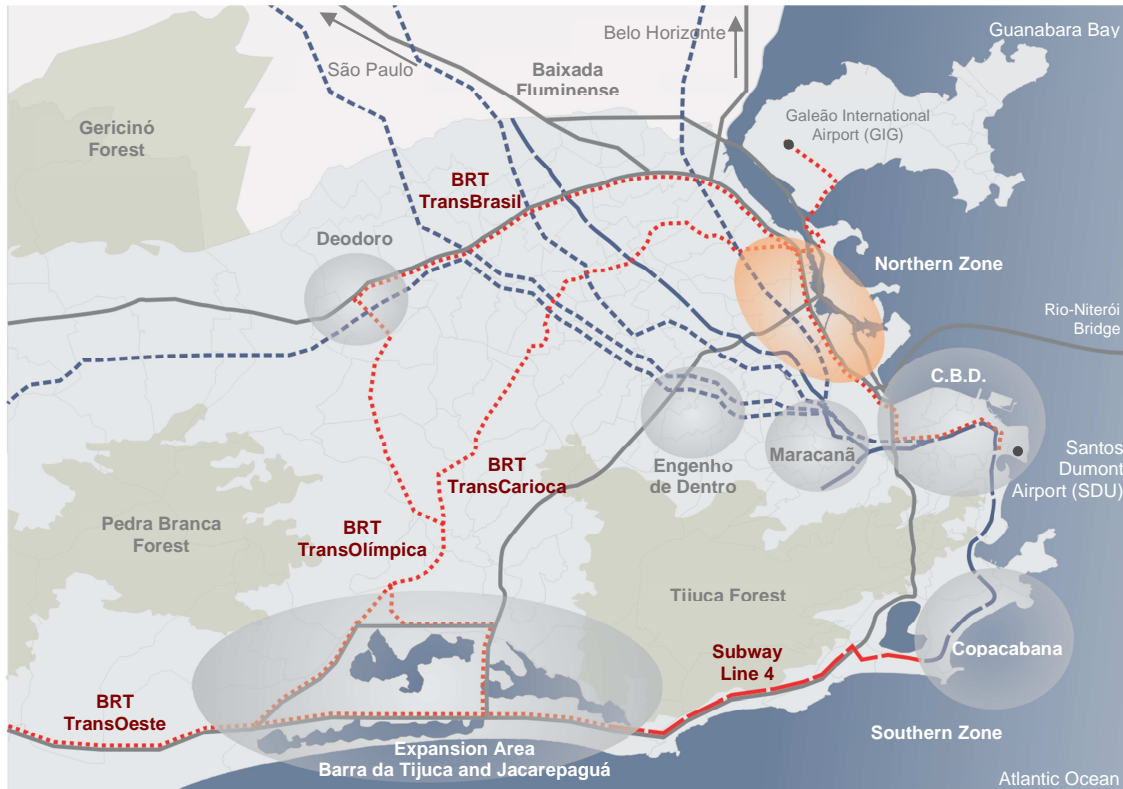 Guanabara Bay
Belo Horizonte
São Paulo
Baixada
Fluminense
Gericinó
Forest
Galeão International
Airport (GIG)
BRT
TransBrasil
Deodoro
Northern Zone
Rio-Niterói
Bridge
C.B.D.
Santos
Dumont
Airport (SDU)
Maracanã
Engenho
de Dentro
BRT
TransCarioca
Pedra Branca
Forest
BRT
TransOlímpica
Tijuca Forest
Subway
Line 4
Copacabana
BRT
TransOeste
Southern Zone
Expansion Area
Barra da Tijuca and Jacarepaguá
Atlantic Ocean